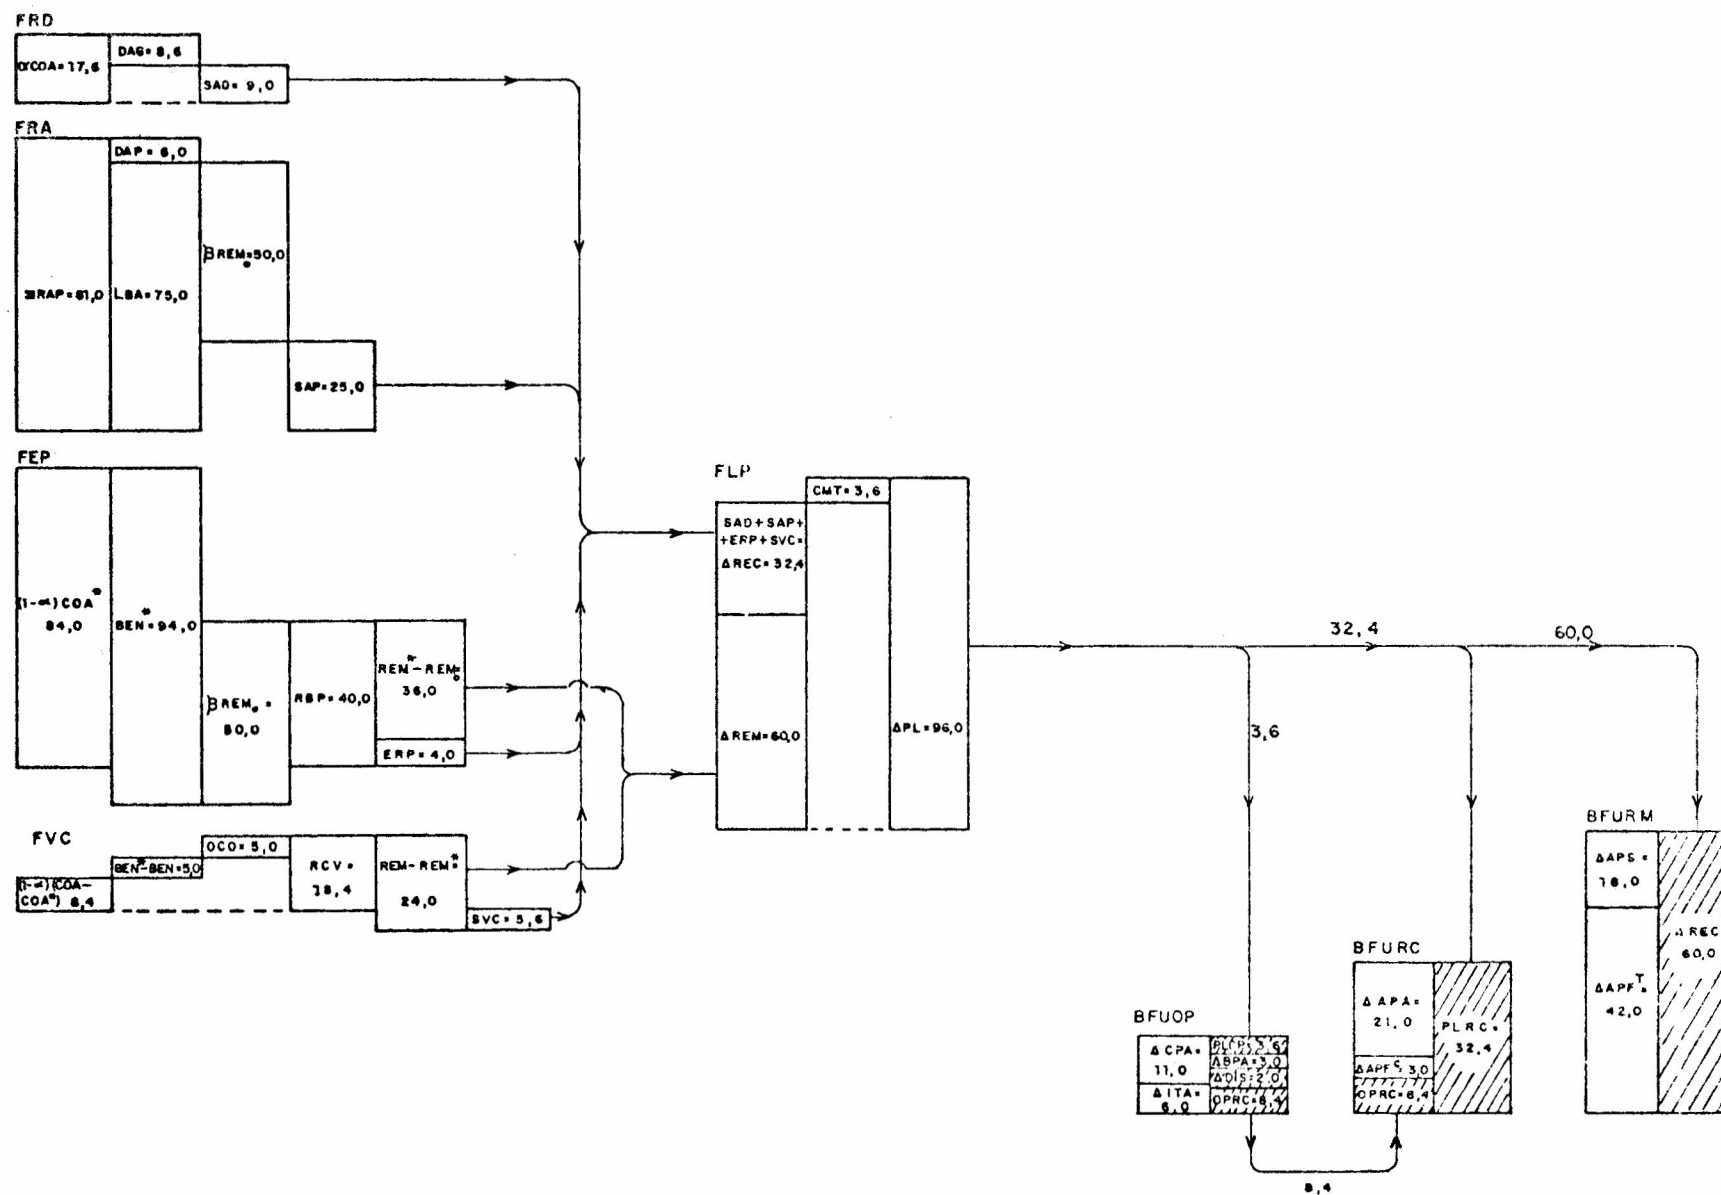 FRD
αCOA=17,6
DAG=8,6
SAD=9,0
FRA
RAP=81,0
DAP=6,0
LBA=75,0
βREM₀=50,0
SAP=25,0
FEP
(1-α)COA*
84,0
BEN*=94,0
βREM₀=
50,0
RBP=40,0
REM*-REM₀=
36,0
ERP=4,0
FVC
(1-α)(COA-
COA*) 8,4
BEN*-BEN=5,0
OCO=5,0
RCV=
18,4
REM-REM*=
24,0
SVC=5,6
FLP
SAD+SAP+
+ERP+SVC=
ΔREC=32,4
ΔREM=60,0
CMT=3,6
ΔPL=96,0
32,4
60,0
3,6
BFUOP
ΔCPA=
11,0
ΔITA=
6,0
PLCP=3,6
ΔBPA=3,0
ΔDIS=2,0
OPRC=8,4
8,4
BFURC
ΔAPA=
21,0
ΔAPF^C=3,0
OPRC=8,4
PLRC=
32,4
BFURM
ΔAPS=
18,0
ΔAPF^T=
42,0
ΔREC
60,0